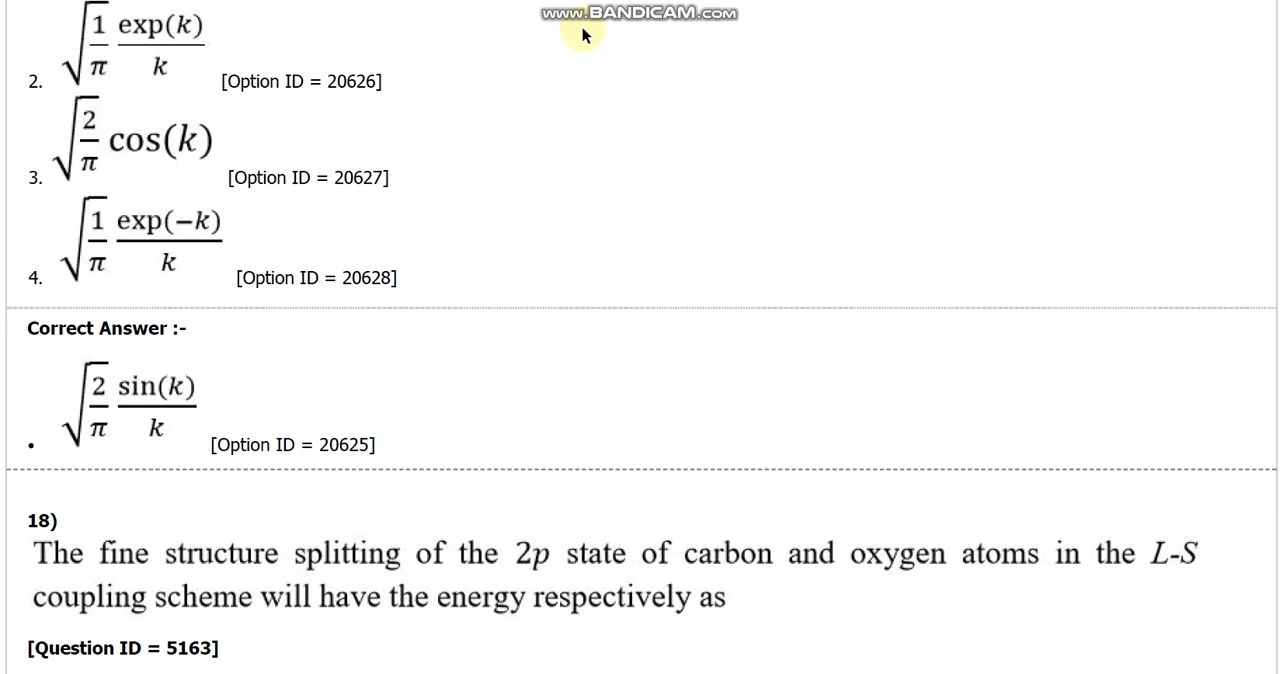 www.BANDICAM.com
2. √(1/π) exp(k)/k [Option ID = 20626]
3. √(2/π) cos(k) [Option ID = 20627]
4. √(1/π) exp(−k)/k [Option ID = 20628]
Correct Answer :-
• √(2/π) sin(k)/k [Option ID = 20625]
18)
The fine structure splitting of the 2p state of carbon and oxygen atoms in the L-S
coupling scheme will have the energy respectively as
[Question ID = 5163]